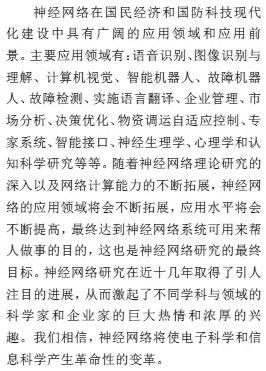 神经网络在国民经济和国防科技现代
化建设中具有广阔的应用领域和应用前
景。主要应用领域有：语音识别、图像识别与
理解、计算机视觉、智能机器人、故障机器
人、故障检测、实施语言翻译、企业管理、市
场分析、决策优化、物资调运自适应控制、专
家系统、智能接口、神经生理学、心理学和认
知科学研究等等。随着神经网络理论研究的
深入以及网络计算能力的不断拓展，神经网
络的应用领域将会不断拓展，应用水平将会
不断提高，最终达到神经网络系统可用来帮
人做事的目的，这也是神经网络研究的最终
目标。神经网络研究在近十几年取得了引人
注目的进展，从而激起了不同学科与领域的
科学家和企业家的巨大热情和浓厚的兴
趣。我们相信，神经网络将使电子科学和信
息科学产生革命性的变革。